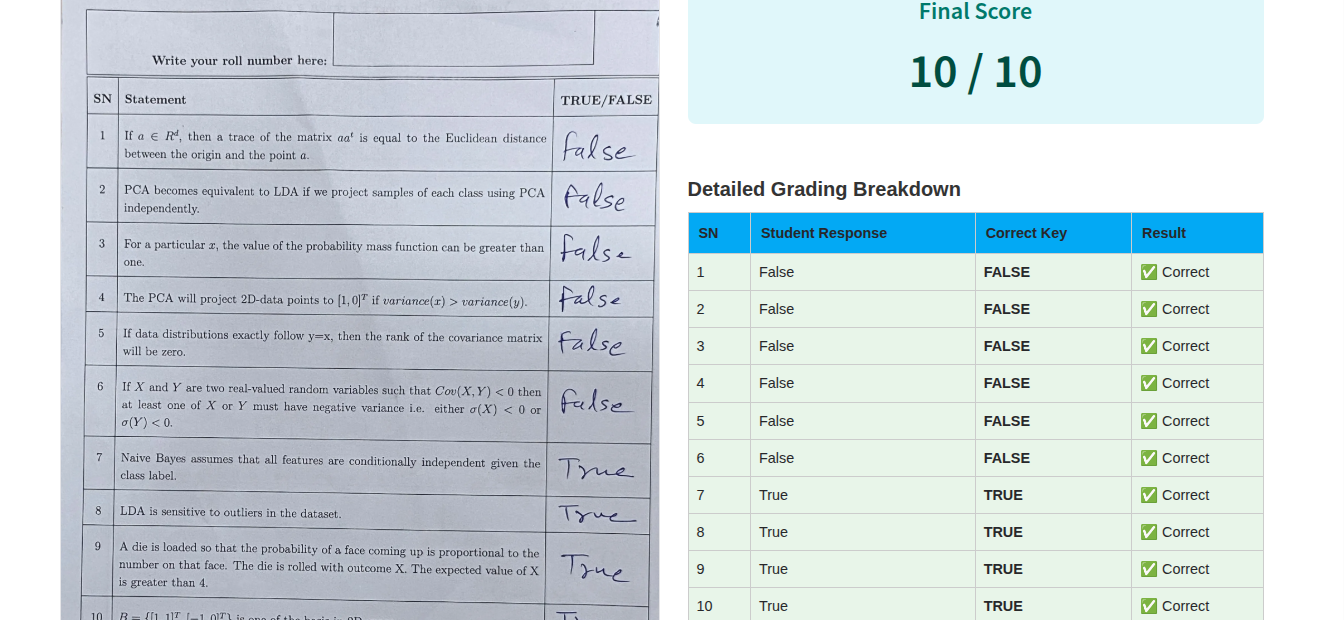 Write your roll number here:
SN Statement TRUE/FALSE
1 If a ∈ R^d, then a trace of the matrix aa^t is equal to the Euclidean distance
between the origin and the point a.
False
2 PCA becomes equivalent to LDA if we project samples of each class using PCA
independently.
False
3 For a particular x, the value of the probability mass function can be greater than
one.
False
4 The PCA will project 2D-data points to [1, 0]^T if variance(x) > variance(y).
False
5 If data distributions exactly follow y=x, then the rank of the covariance matrix
will be zero.
False
6 If X and Y are two real-valued random variables such that Cov(X, Y) < 0 then
at least one of X or Y must have negative variance i.e. either σ(X) < 0 or
σ(Y) < 0.
False
7 Naive Bayes assumes that all features are conditionally independent given the
class label.
True
8 LDA is sensitive to outliers in the dataset.
True
9 A die is loaded so that the probability of a face coming up is proportional to the
number on that face. The die is rolled with outcome X. The expected value of X
is greater than 4.
True
10
Final Score
10 / 10
Detailed Grading Breakdown
SN Student Response Correct Key Result
1 False FALSE ✅ Correct
2 False FALSE ✅ Correct
3 False FALSE ✅ Correct
4 False FALSE ✅ Correct
5 False FALSE ✅ Correct
6 False FALSE ✅ Correct
7 True TRUE ✅ Correct
8 True TRUE ✅ Correct
9 True TRUE ✅ Correct
10 True TRUE ✅ Correct